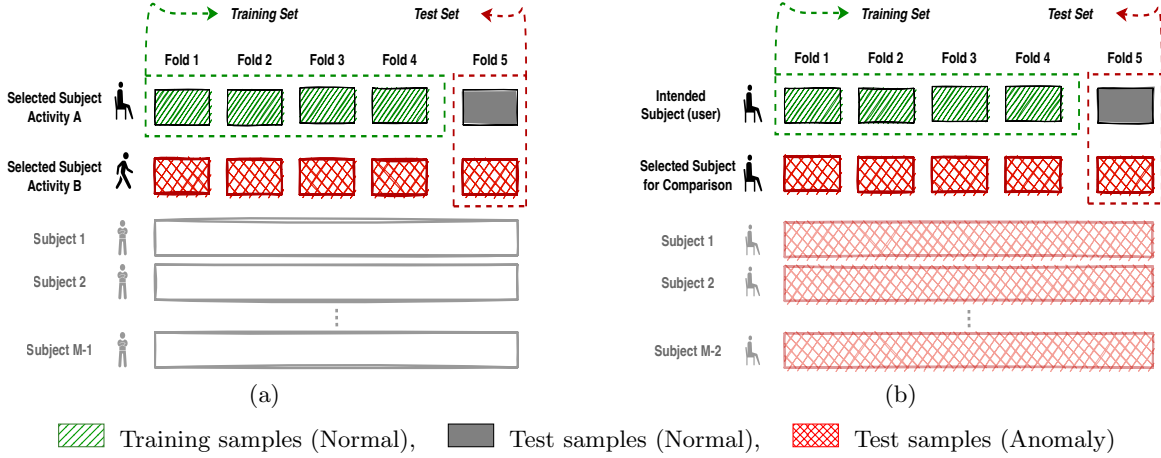 Training Set
Test Set
Fold 1
Fold 2
Fold 3
Fold 4
Fold 5
Selected Subject
Activity A
Selected Subject
Activity B
Subject 1
Subject 2
Subject M-1
(a)
Training Set
Test Set
Fold 1
Fold 2
Fold 3
Fold 4
Fold 5
Intended
Subject (user)
Selected Subject
for Comparison
Subject 1
Subject 2
Subject M-2
(b)
Training samples (Normal),
Test samples (Normal),
Test samples (Anomaly)